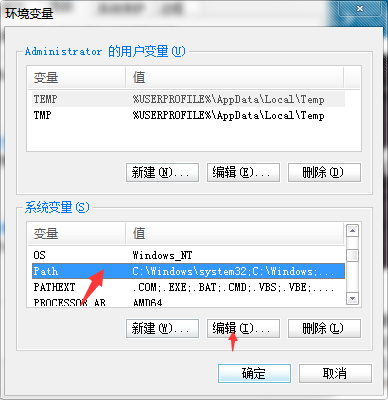 环境变量
Administrator 的用户变量(U)
变量 值
TEMP %USERPROFILE%\AppData\Local\Temp
TMP %USERPROFILE%\AppData\Local\Temp
新建(N)... 编辑(E)... 删除(D)
系统变量(S)
变量 值
OS Windows_NT
Path C:\Windows\system32;C:\Windows;...
PATHEXT .COM;.EXE;.BAT;.CMD;.VBS;.VBE;....
PROCESSOR_AR AMD64
新建(W)... 编辑(I)... 删除(L)
确定 取消